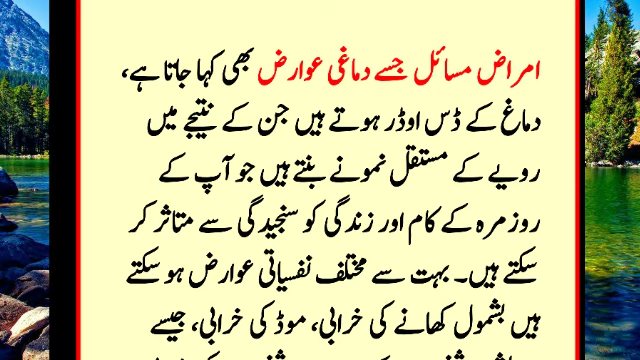 امراض مسائل جسے دماغی عوارض بھی کہا جاتا ہے،
دماغ کے ڈس اوڈر ہوتے ہیں جن کے نتیجے میں
رویے کے مستقل نمونے بنتے ہیں جو آپ کے
روز مرہ کے کام اور زندگی کو سنجیدگی سے متاثر کر
سکتے ہیں۔ بہت سے مختلف نفسیاتی عوارض ہو سکتے
ہیں بشمول کھانے کی خرابی، موڈ کی خرابی، جیسے